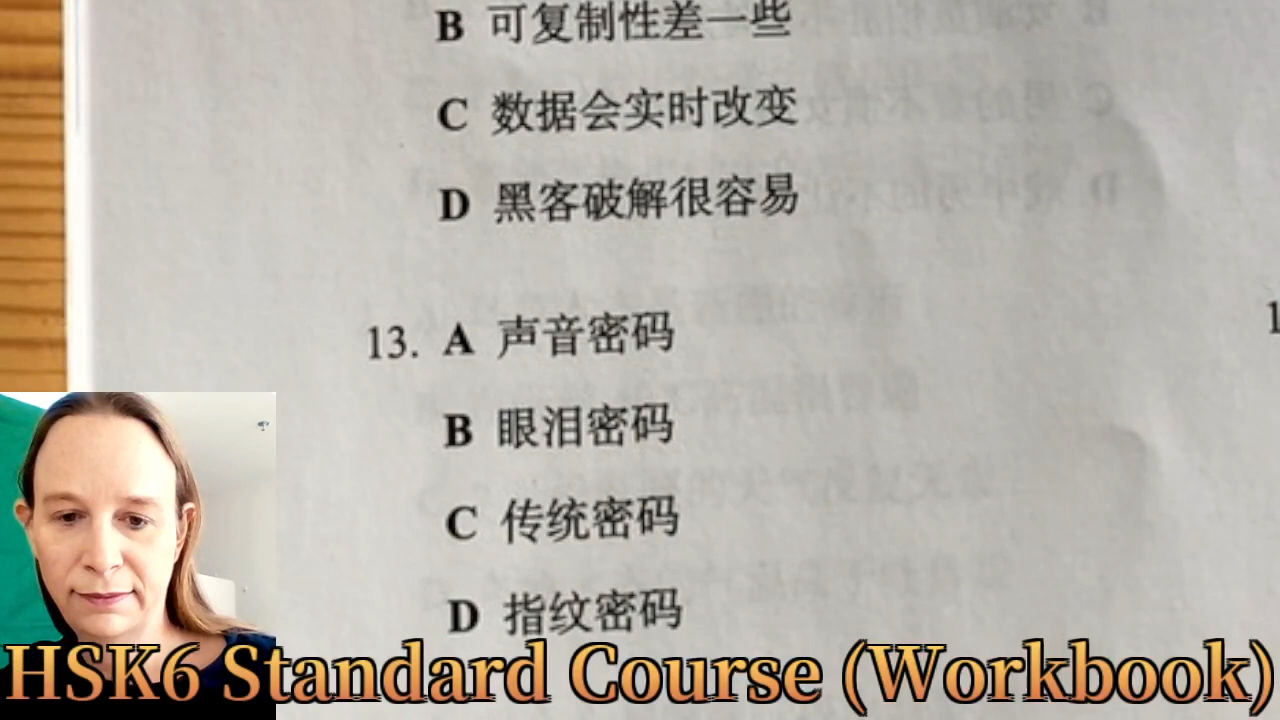 B 可复制性差一些
C 数据会实时改变
D 黑客破解很容易
13. A 声音密码
B 眼泪密码
C 传统密码
D 指纹密码
HSK6 Standard Course (Workbook)